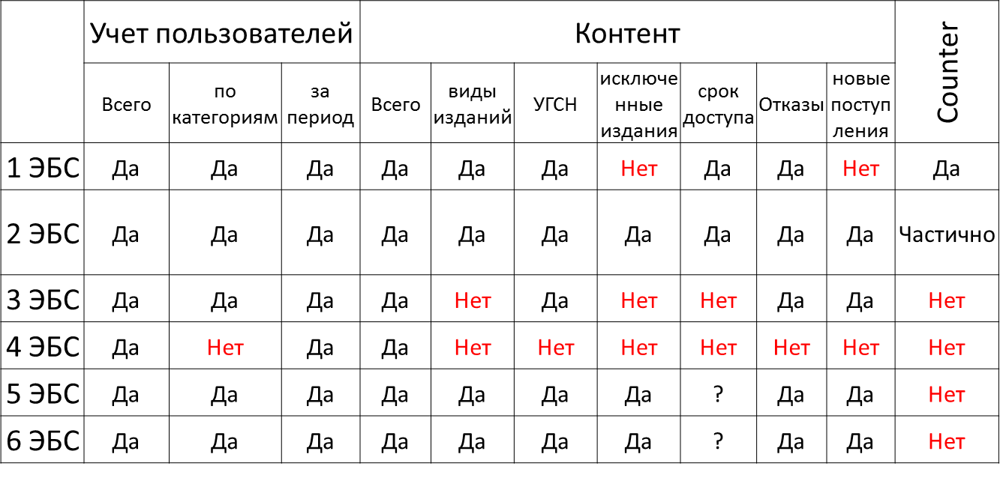 Учет пользователей Контент Counter
Всего по категориям за период Всего виды изданий УГСН исключенные издания срок доступа Отказы новые поступления
1 ЭБС Да Да Да Да Да Да Нет Да Да Нет Да
2 ЭБС Да Да Да Да Да Да Да Да Да Да Частично
3 ЭБС Да Да Да Да Нет Да Нет Нет Да Да Нет
4 ЭБС Да Нет Да Да Нет Нет Нет Нет Нет Нет Нет
5 ЭБС Да Да Да Да Да Да Да ? Да Да Нет
6 ЭБС Да Да Да Да Да Да Да ? Да Да Нет